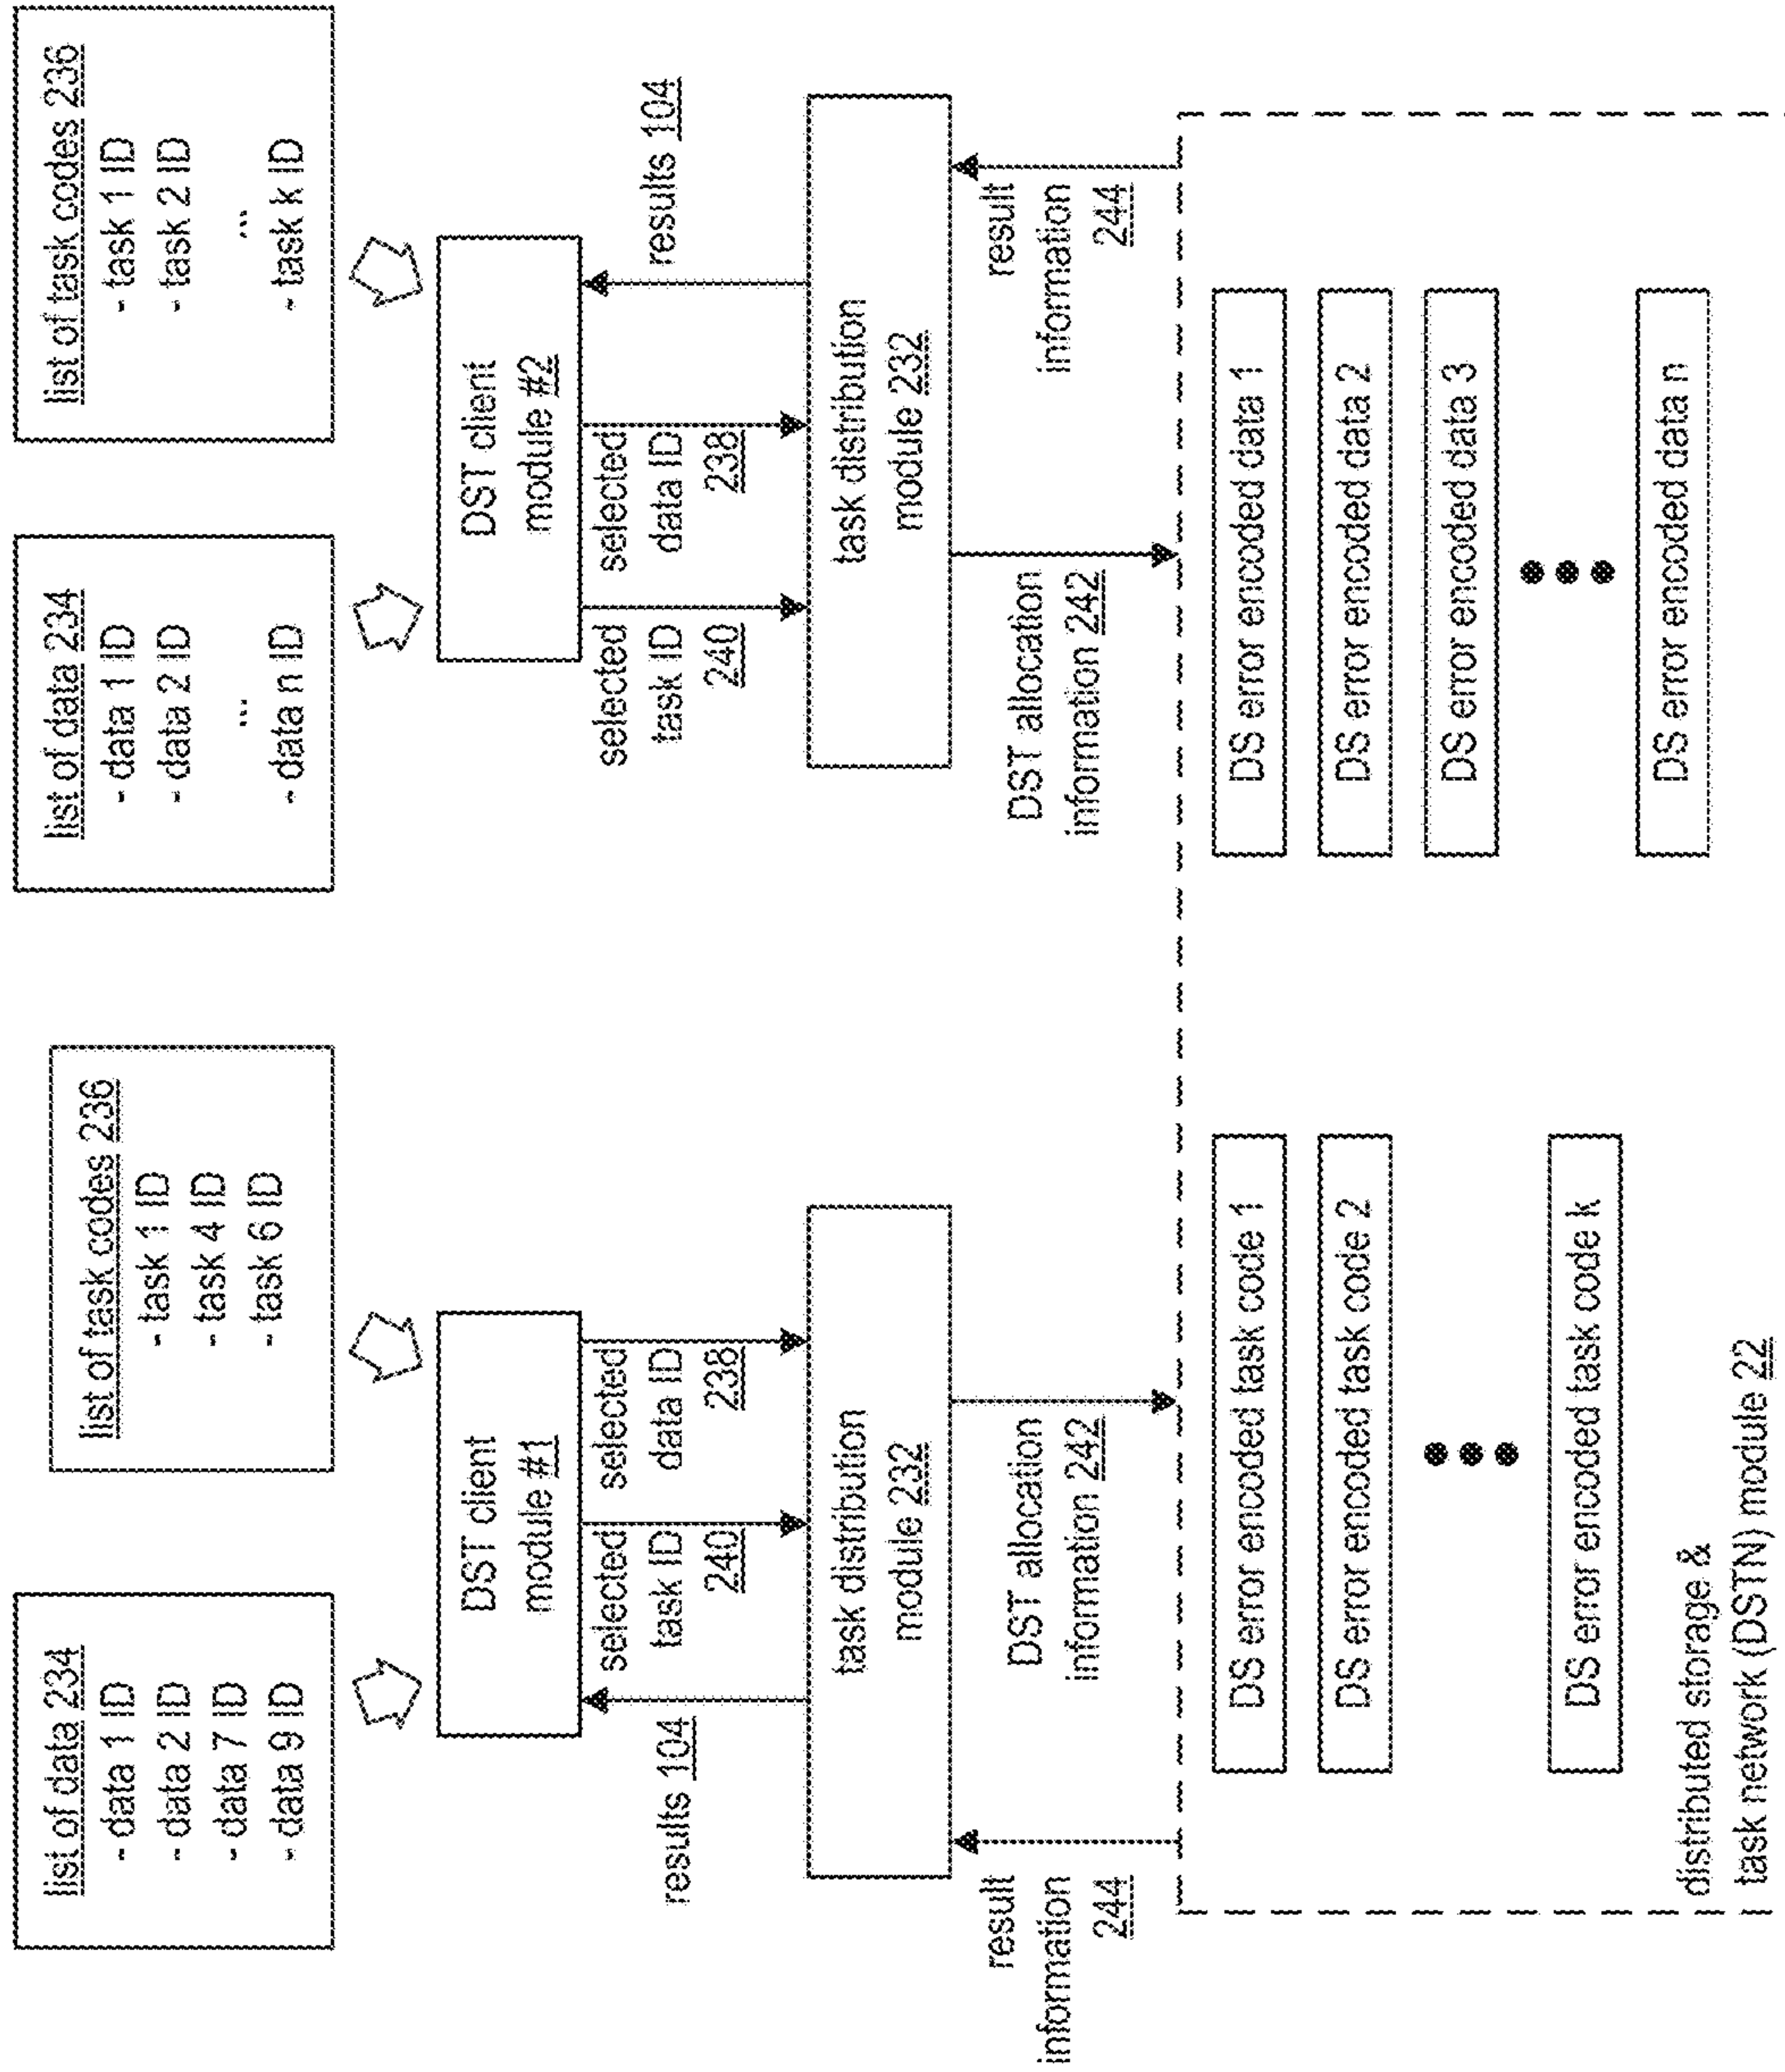 list of data 234
- data 1 ID
- data 2 ID
- data 7 ID
- data 9 ID
list of task codes 236
- task 1 ID
- task 4 ID
- task 6 ID
DST client
module #1
results 104
selected
task ID
240
selected
data ID
238
task distribution
module 232
result
information
244
DST allocation
information 242
list of data 234
- data 1 ID
- data 2 ID
...
- data n ID
list of task codes 236
- task 1 ID
- task 2 ID
...
- task k ID
DST client
module #2
selected
task ID
240
selected
data ID
238
results 104
task distribution
module 232
DST allocation
information 242
result
information
244
DS error encoded task code 1
DS error encoded task code 2
DS error encoded task code k
DS error encoded data 1
DS error encoded data 2
DS error encoded data 3
DS error encoded data n
distributed storage &
task network (DSTN) module 22